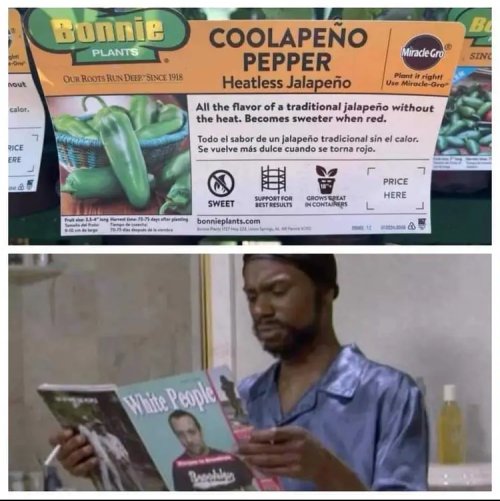 Bonnie
PLANTS
OUR ROOTS RUN DEEP. SINCE 1918
COOLAPEÑO
PEPPER
Heatless Jalapeño
Miracle-Gro
Plant it right!
Use Miracle-Gro
All the flavor of a traditional jalapeño without
the heat. Becomes sweeter when red.
Todo el sabor de un jalapeño tradicional sin el calor.
Se vuelve más dulce cuando se torna rojo.
SWEET
SUPPORT FOR
BEST RESULTS
GROWS GREAT
IN CONTAINERS
PRICE
HERE
bonnieplants.com
White People
Brooklyn